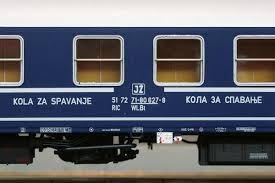 JŽ
KOLA ZA SPAVANJE
51 72 71-80 627-8
RIC WLBt
КОЛА ЗА СПАВАЊЕ